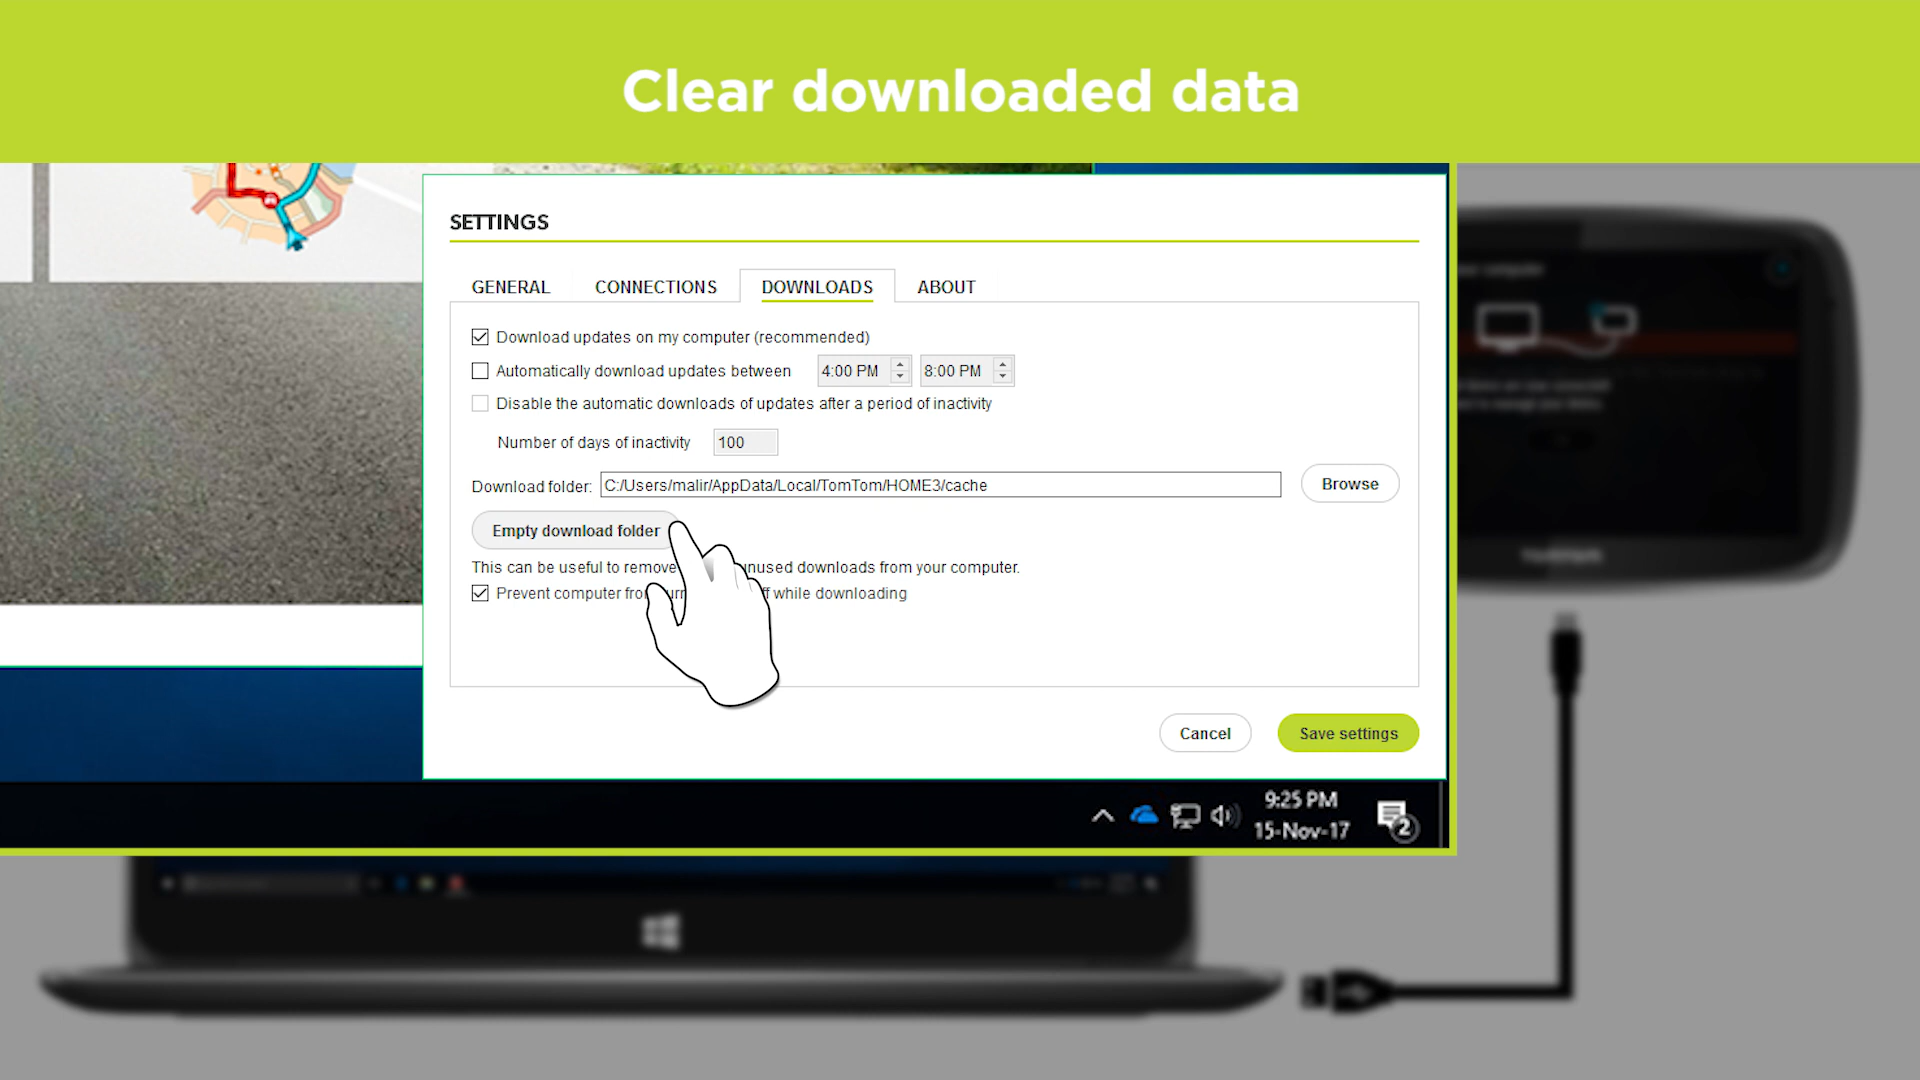 Clear downloaded data
SETTINGS
GENERAL CONNECTIONS DOWNLOADS ABOUT
Download updates on my computer (recommended)
Automatically download updates between 4:00 PM 8:00 PM
Disable the automatic downloads of updates after a period of inactivity
Number of days of inactivity 100
Download folder: C:/Users/malir/AppData/Local/TomTom/HOME3/cache Browse
Empty download folder
This can be useful to remove unused downloads from your computer.
Prevent computer while downloading
Cancel Save settings
9:25 PM
15-Nov-17
2